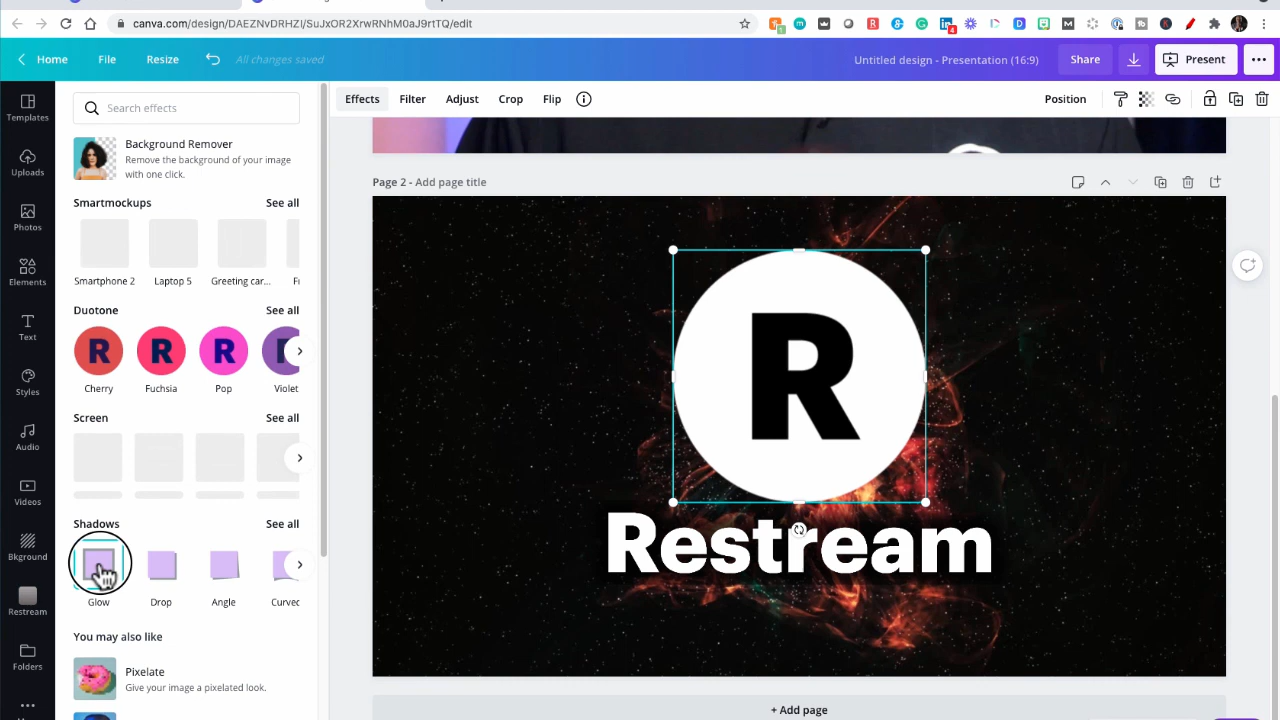 canva.com/design/DAEZNvDRHZI/SuJxOR2XrwRNhM0aJ9rtTQ/edit
Home File Resize All changes saved Untitled design - Presentation (16:9) Share Present
Templates
Uploads
Photos
Elements
Text
Styles
Audio
Videos
Bkground
Restream
Folders
Search effects
Background Remover
Remove the background of your image
with one click.
Smartmockups See all
Smartphone 2 Laptop 5 Greeting car...
Duotone See all
R R R
Cherry Fuchsia Pop Violet
Screen See all
Shadows See all
Glow Drop Angle Curved
You may also like
Pixelate
Give your image a pixelated look.
Effects Filter Adjust Crop Flip Position
Page 2 - Add page title
R
Restream
+ Add page